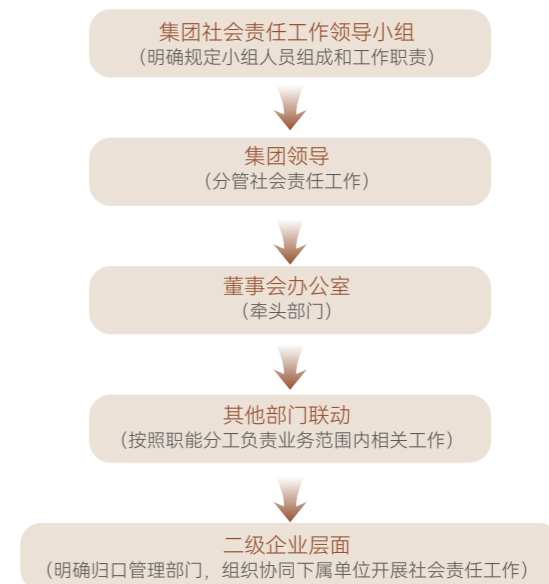 集团社会责任工作领导小组
（明确规定小组人员组成和工作职责）
集团领导
（分管社会责任工作）
董事会办公室
（牵头部门）
其他部门联动
（按照职能分工负责业务范围内相关工作）
二级企业层面
（明确归口管理部门，组织协同下属单位开展社会责任工作）